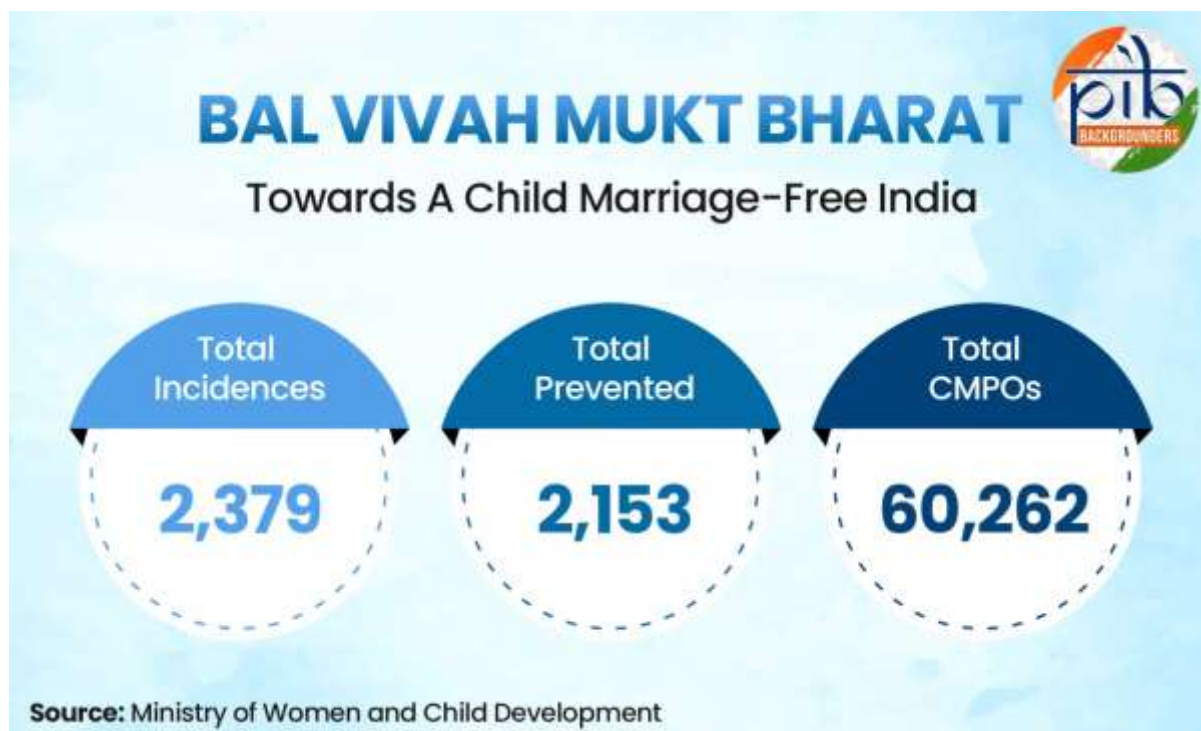 BAL VIVAH MUKT BHARAT
pib
BACKGROUNDERS
Towards A Child Marriage-Free India
Total
Incidences
2,379
Total
Prevented
2,153
Total
CMPOs
60,262
Source: Ministry of Women and Child Development